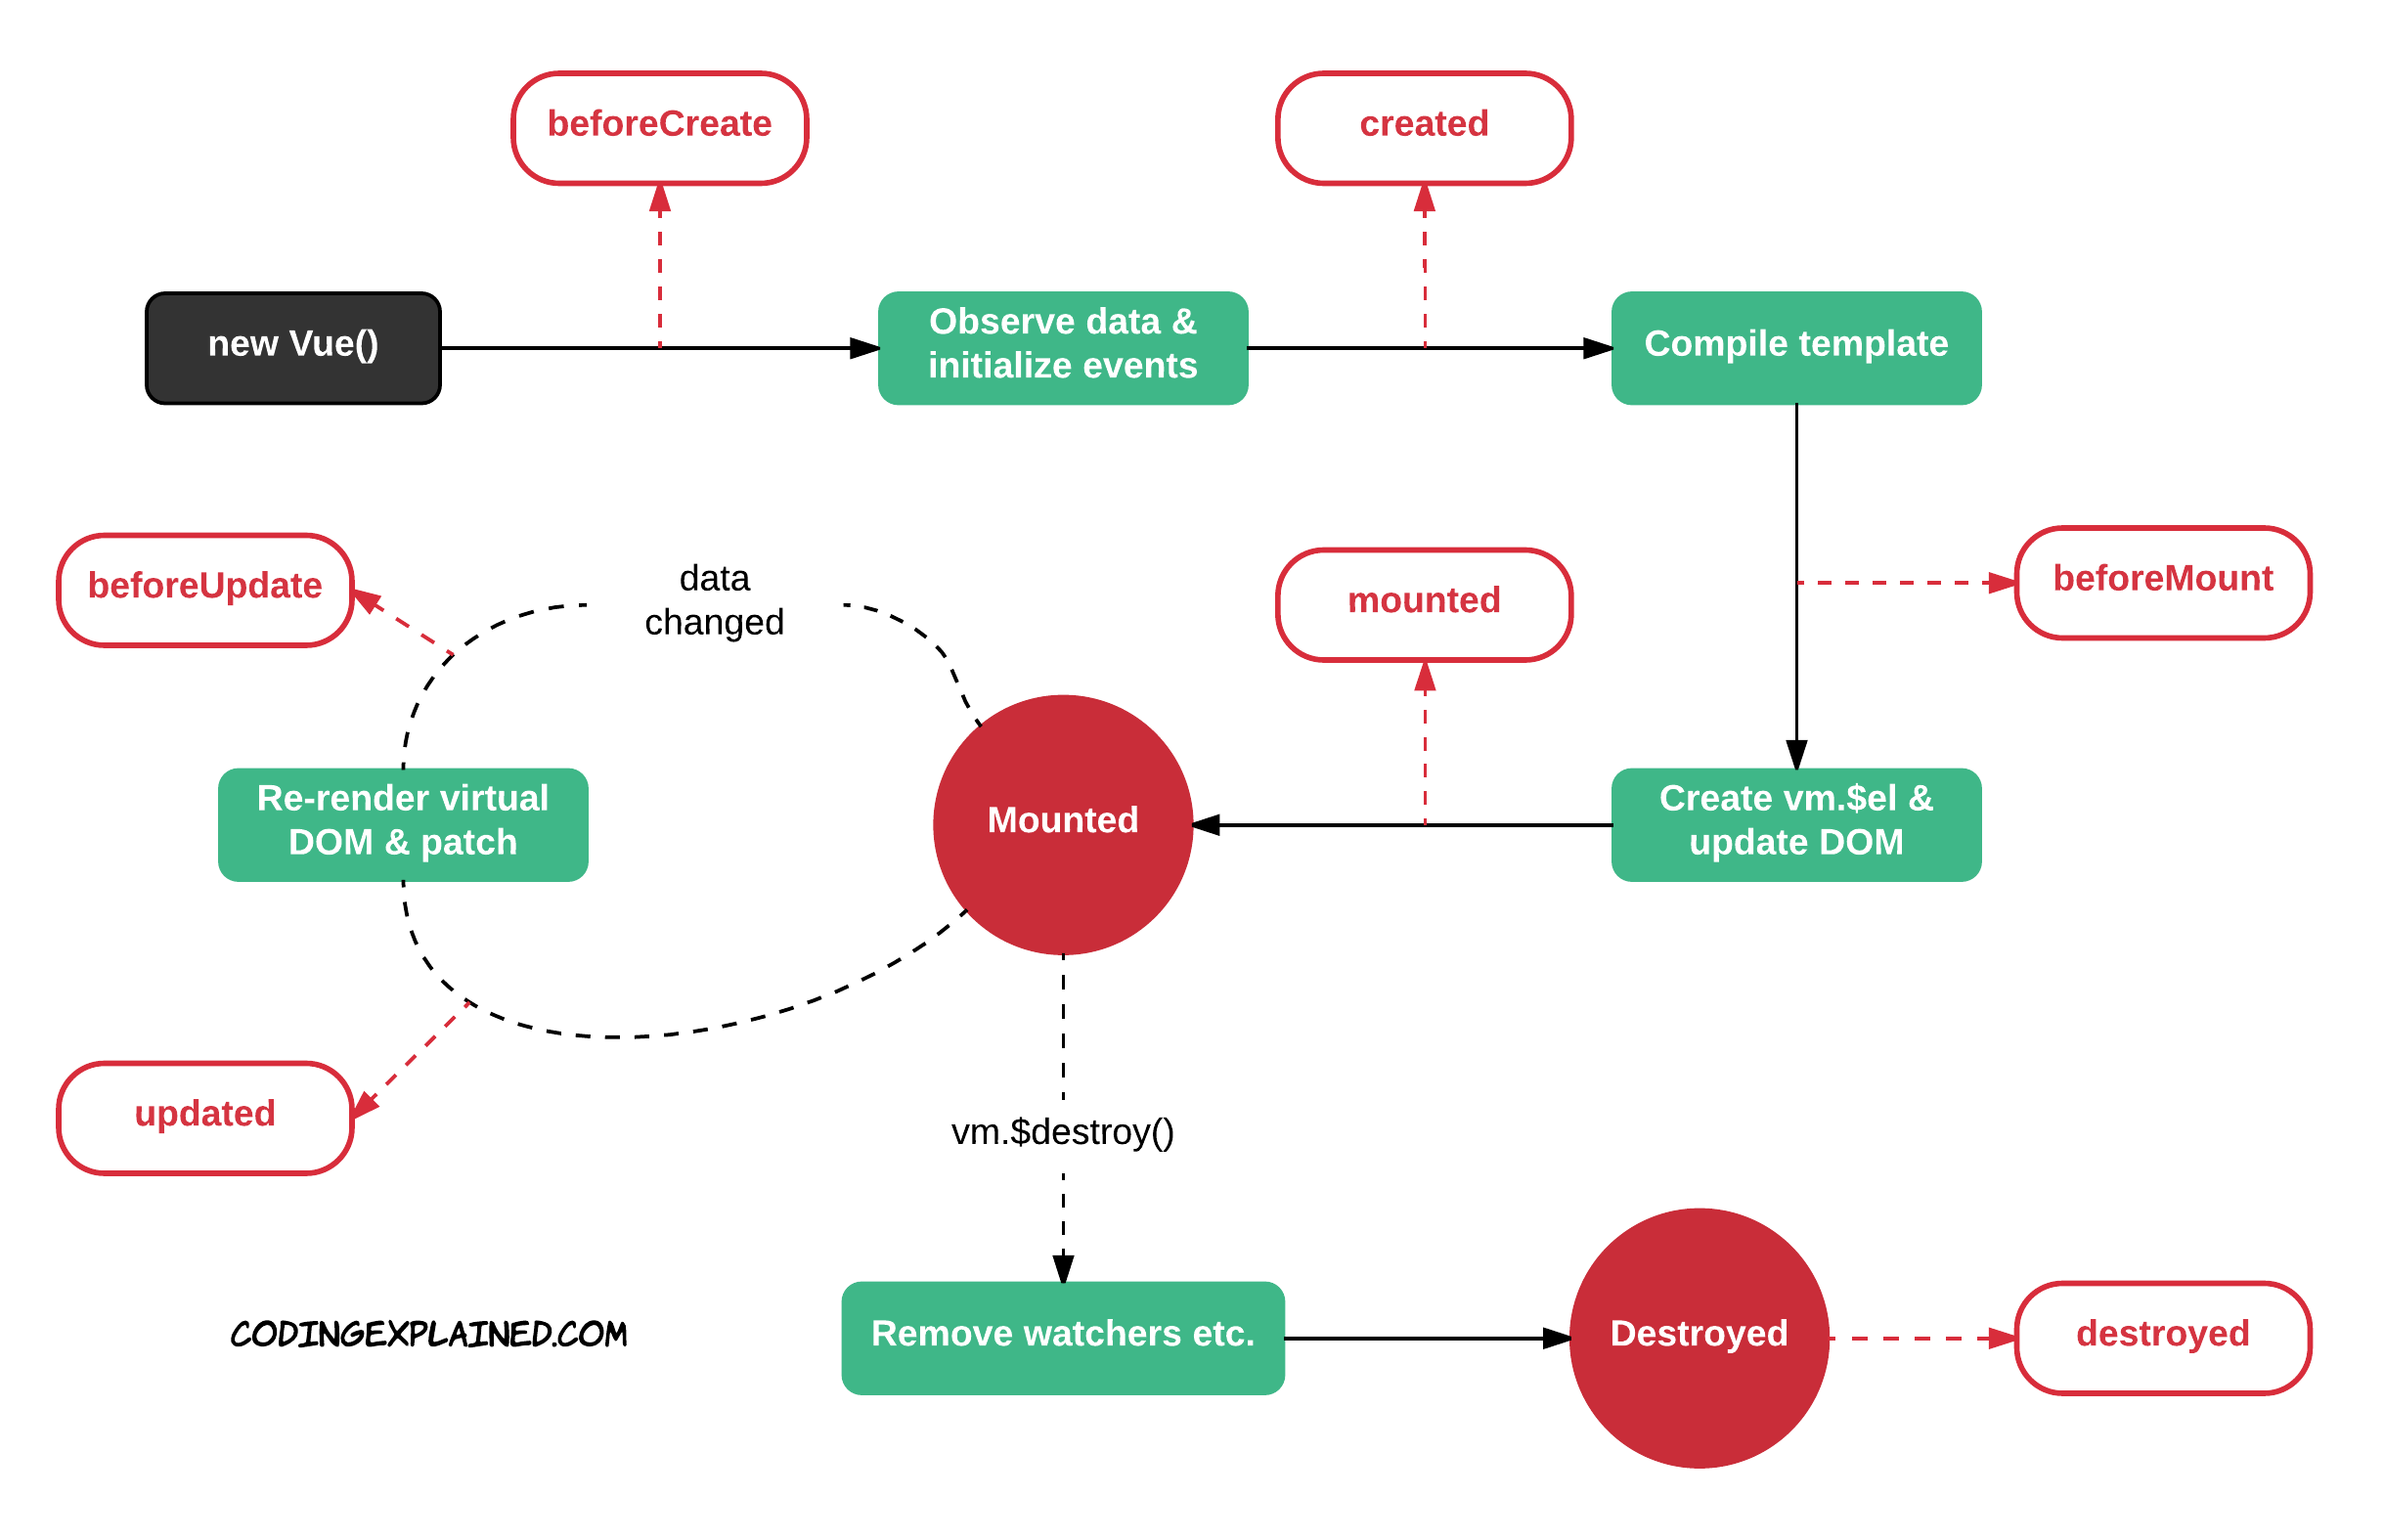 beforeCreate
created
new Vue()
Observe data &
initialize events
Compile template
beforeUpdate
data
changed
mounted
beforeMount
Re-render virtual
DOM & patch
Mounted
Create vm.$el &
update DOM
updated
vm.$destroy()
CODINGEXPLAINED.COM
Remove watchers etc.
Destroyed
destroyed